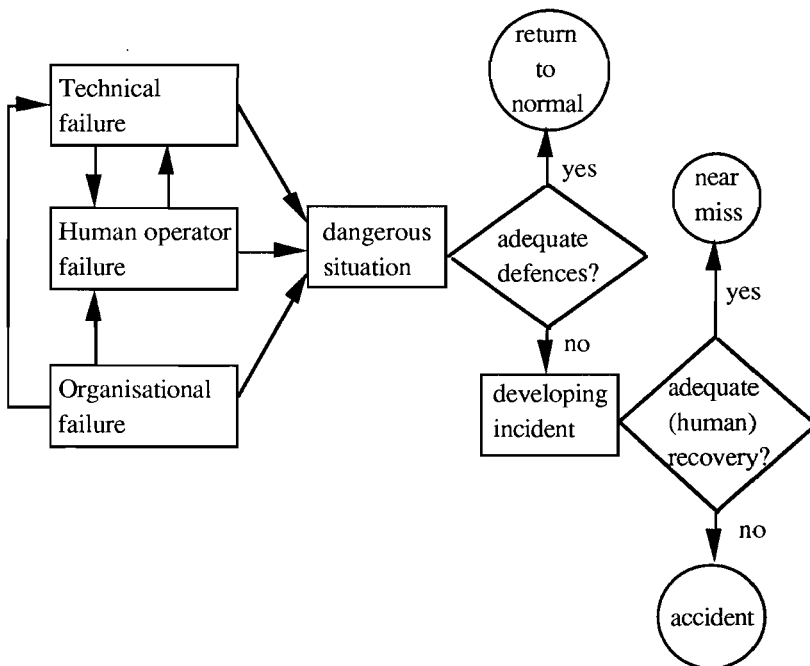 Technical
failure
Human operator
failure
Organisational
failure
dangerous
situation
return
to
normal
yes
adequate
defences?
no
developing
incident
near
miss
yes
adequate
(human)
recovery?
no
accident